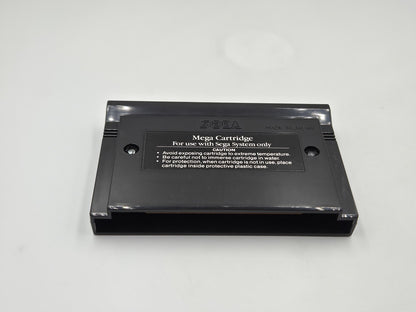 SEGA
Mega Cartridge
For use with Sega System only
CAUTION
• Avoid exposing cartridge to extreme temperature.
• Be careful not to immerse cartridge in water.
• For protection, when cartridge is not in use, place
cartridge inside protective plastic case.